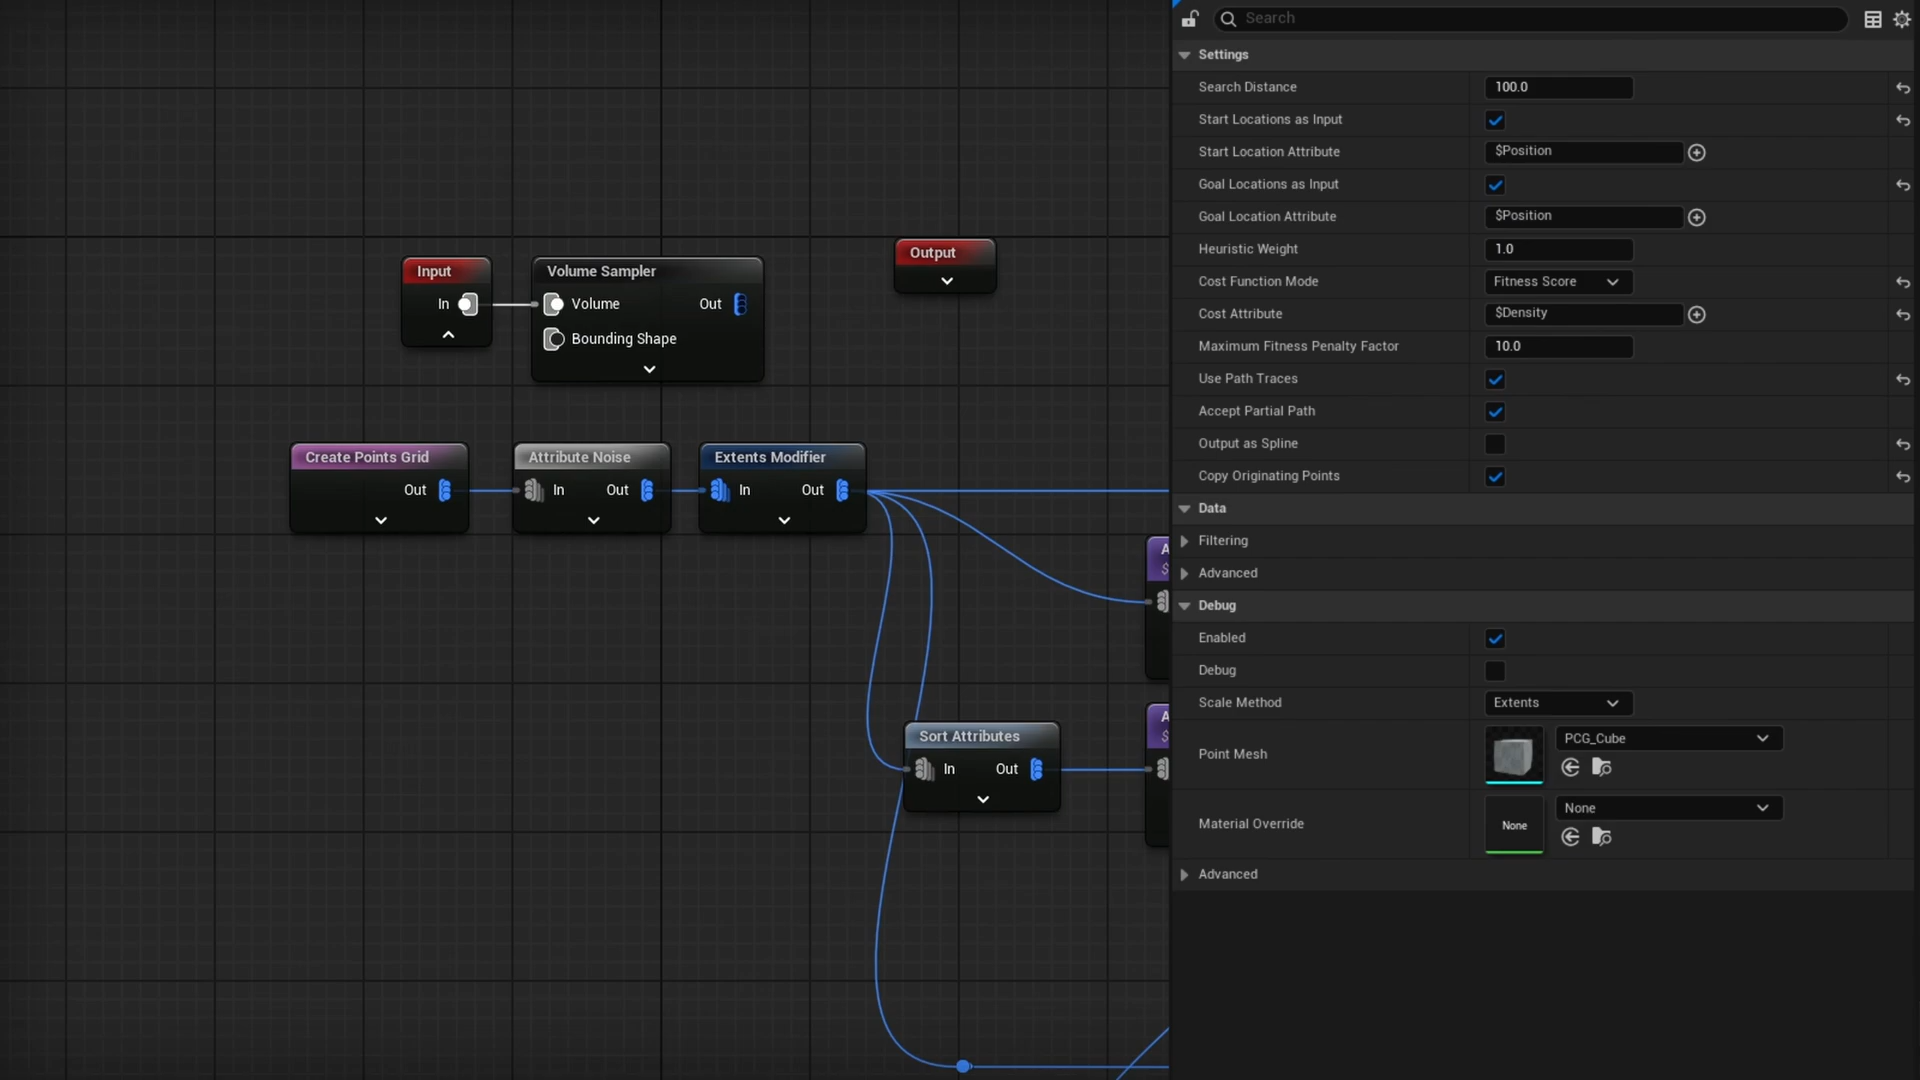 Input
In
Volume Sampler
Volume
Out
Bounding Shape
Output
Create Points Grid
Out
Attribute Noise
In
Out
Extents Modifier
In
Out
Sort Attributes
In
Out
A
$
A
$
Search
Settings
Search Distance
100.0
Start Locations as Input
Start Location Attribute
$Position
Goal Locations as Input
Goal Location Attribute
$Position
Heuristic Weight
1.0
Cost Function Mode
Fitness Score
Cost Attribute
$Density
Maximum Fitness Penalty Factor
10.0
Use Path Traces
Accept Partial Path
Output as Spline
Copy Originating Points
Data
Filtering
Advanced
Debug
Enabled
Debug
Scale Method
Extents
Point Mesh
PCG_Cube
Material Override
None
None
Advanced